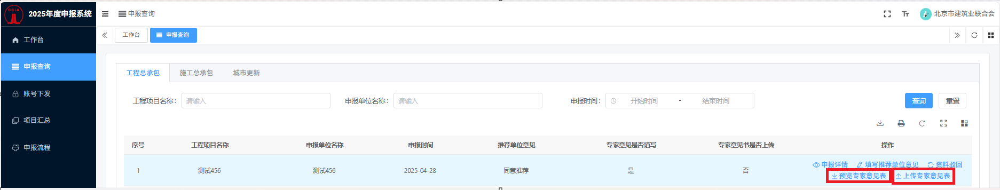 CCIA
2025年度申报系统
申报查询
北京市建筑业联合会
工作台
申报查询
账号下发
项目汇总
申报流程
工作台
申报查询
工程总承包
施工总承包
城市更新
工程项目名称：
请输入
申报单位名称：
请输入
申报时间：
开始时间 - 结束时间
查询
重置
序号 工程项目名称 申报单位名称 申报时间 推荐单位意见 专家意见是否填写 专家意见书是否上传 操作
1 测试456 测试456 2025-04-28 同意推荐 是 否 申报详情 填写推荐单位意见 资料驳回
预览专家意见表 上传专家意见表